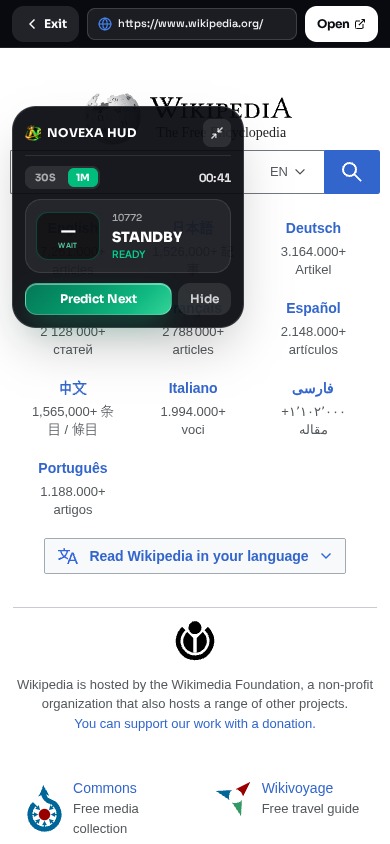 Exit
https://www.wikipedia.org/
Open
WIKIPEDIA
The Free Encyclopedia
NOVEXA HUD
30S
1M
00:41
EN
10772
STANDBY
READY
—
WAIT
Predict Next
Hide
Deutsch
3.164.000+
Artikel
2 128 000+
статей
2 788 000+
articles
Español
2.148.000+
artículos
中文
1,565,000+ 条
目 / 條目
Italiano
1.994.000+
voci
فارسی
۱٬۱۰۲٬۰۰۰+
مقاله
Português
1.188.000+
artigos
Read Wikipedia in your language
Wikipedia is hosted by the Wikimedia Foundation, a non-profit
organization that also hosts a range of other projects.
You can support our work with a donation.
Commons
Free media
collection
Wikivoyage
Free travel guide